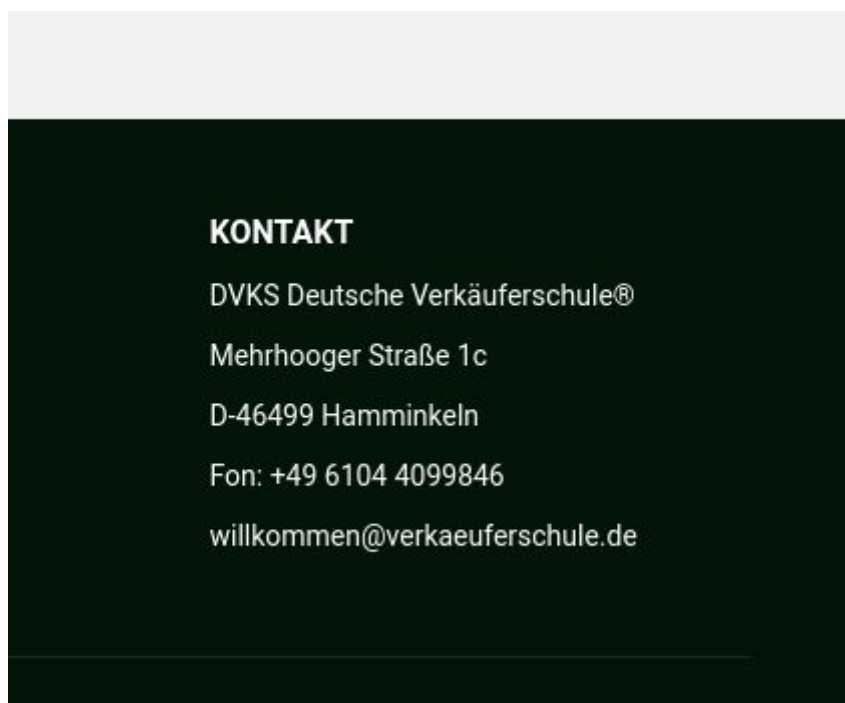 KONTAKT
DVKS Deutsche Verkäuferschule®
Mehrhooger Straße 1c
D-46499 Hamminkeln
Fon: +49 6104 4099846
willkommen@verkaeuferschule.de